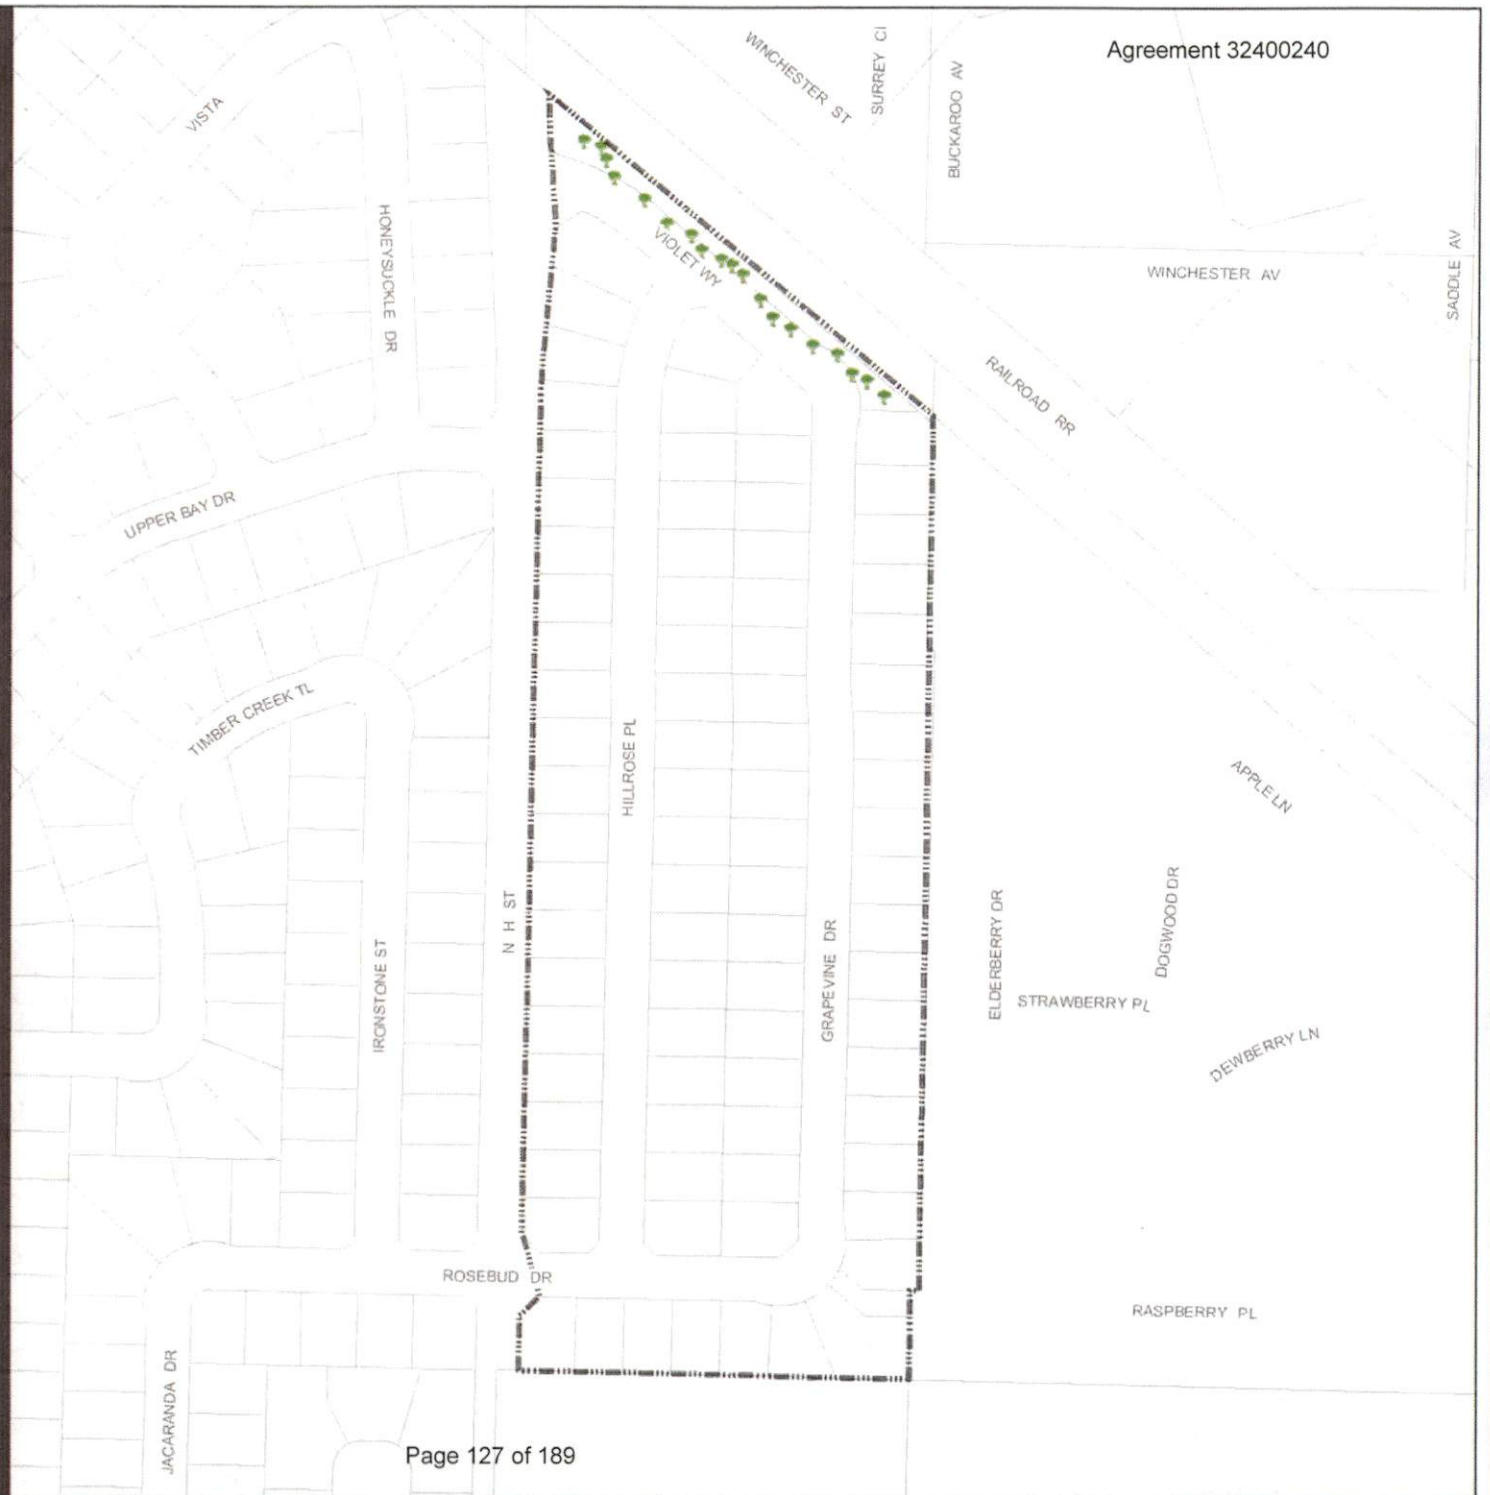 Agreement 32400240
WINCHESTER ST
SURREY CI
BUCKAROO AV
VISTA
HONEYSUCKLE DR
VIOLET WY
WINCHESTER AV
SADDLE AV
RAILROAD RR
UPPER BAY DR
TIMBER CREEK TL
HILLROSE PL
APPLE LN
N H ST
IRONSTONE ST
GRAPEVINE DR
ELDERBERRY DR
DOGWOOD DR
STRAWBERRY PL
DEWBERRY LN
ROSEBUD DR
RASPBERRY PL
JACARANDA DR
Page 127 of 189